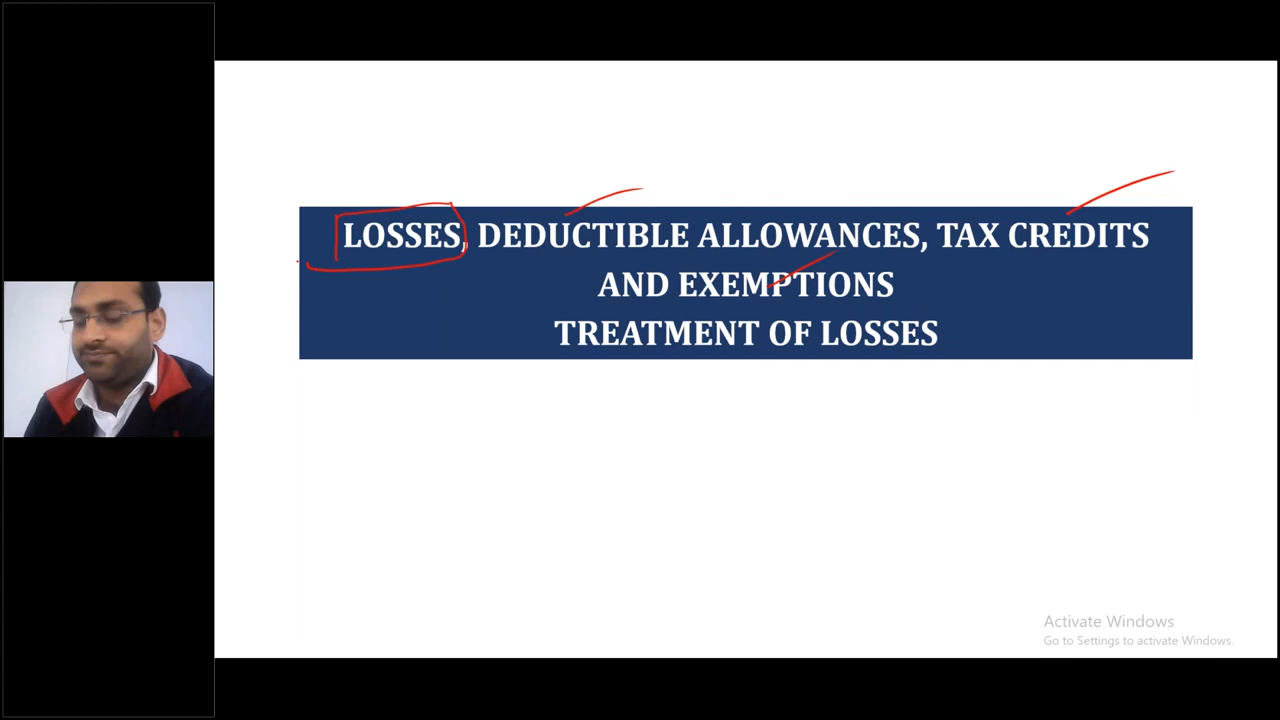 LOSSES, DEDUCTIBLE ALLOWANCES, TAX CREDITS
AND EXEMPTIONS
TREATMENT OF LOSSES
Activate Windows
Go to Settings to activate Windows.